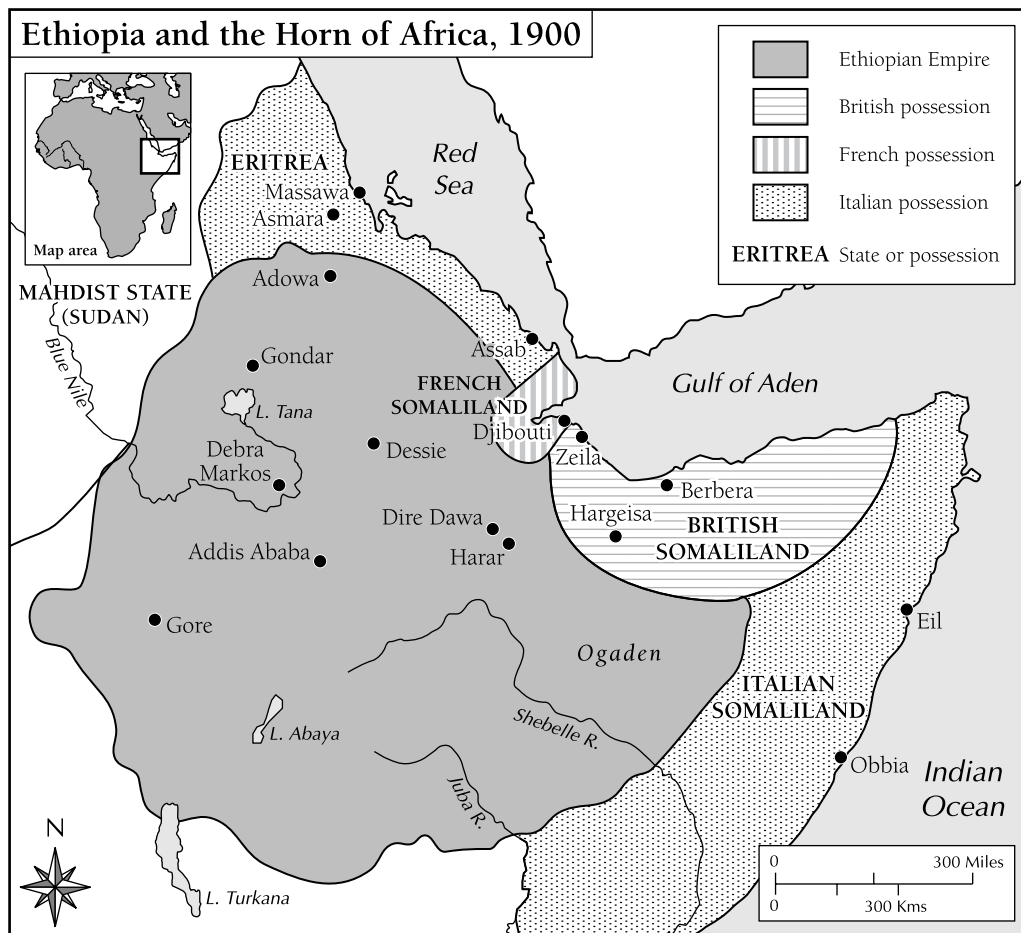 Ethiopia and the Horn of Africa, 1900
Ethiopian Empire
British possession
French possession
Italian possession
ERITREA State or possession
Map area
Red
Sea
ERITREA
Massawa
Asmara
MAHDIST STATE
(SUDAN)
Blue Nile
Adowa
Gondar
L. Tana
Assab
FRENCH
SOMALILAND
Djibouti
Gulf of Aden
Zeila
Debra
Markos
Dessie
Berbera
Hargeisa
BRITISH
SOMALILAND
Dire Dawa
Harar
Addis Ababa
Gore
Eil
Ogaden
ITALIAN
SOMALILAND
Shebelle R.
L. Abaya
Juba R.
Obbia
Indian
Ocean
N
L. Turkana
0 300 Miles
0 300 Kms